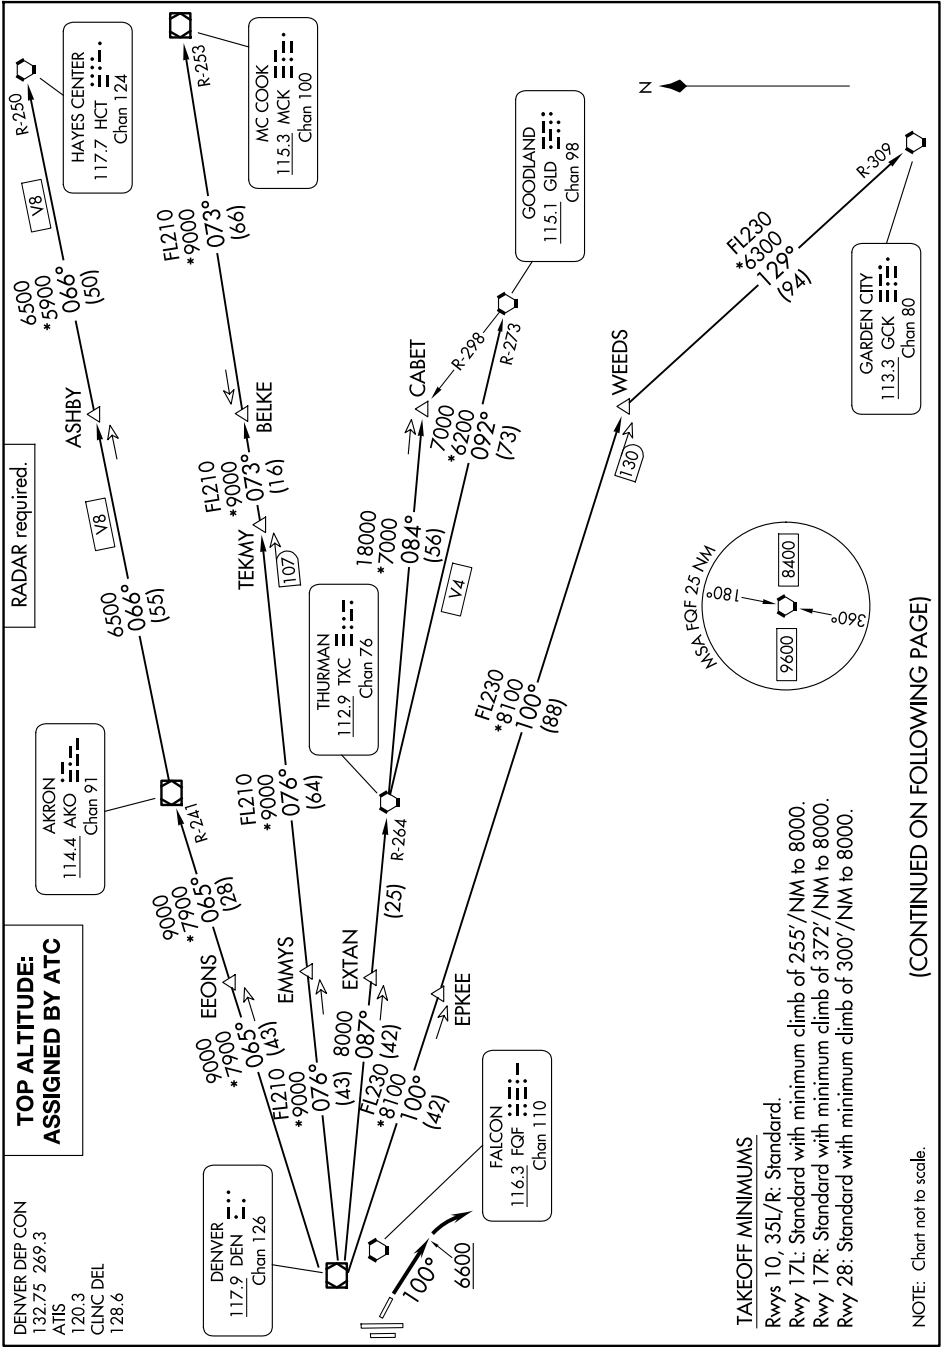 DENVER DEP CON
132.75 269.3
ATIS
120.3
CLNC DEL
128.6
TOP ALTITUDE:
ASSIGNED BY ATC
RADAR required.
AKRON
114.4 AKO
Chan 91
HAYES CENTER
117.7 HCT
Chan 124
MC COOK
115.3 MCK
Chan 100
DENVER
117.9 DEN
Chan 126
THURMAN
112.9 TXC
Chan 76
GOODLAND
115.1 GLD
Chan 98
FALCON
116.3 FQF
Chan 110
GARDEN CITY
113.3 GCK
Chan 80
9000
*7900
065°
(43)
EEONS
9000
*7900
065°
(28)
R-241
6500
066°
(55)
V8
ASHBY
6500
*5900
066°
(50)
V8
R-250
FL210
*9000
076°
(43)
EMMYS
FL210
*9000
076°
(64)
TEKMY
107
FL210
*9000
073°
(16)
BELKE
FL210
*9000
073°
(66)
R-253
8000
087°
(42)
EXTAN
(25)
R-264
18000
*7000
084°
(56)
CABET
R-298
7000
*6200
092°
(73)
V4
R-273
FL230
*8100
100°
(42)
EPKEE
FL230
*8100
100°
(88)
WEEDS
130
FL230
*6300
129°
(94)
R-309
N
100°
6600
MSA FQF 25 NM
180°
8400
9600
360°
TAKEOFF MINIMUMS
Rwys 10, 35L/R: Standard.
Rwy 17L: Standard with minimum climb of 255'/NM to 8000.
Rwy 17R: Standard with minimum climb of 372'/NM to 8000.
Rwy 28: Standard with minimum climb of 300'/NM to 8000.
NOTE: Chart not to scale.
(CONTINUED ON FOLLOWING PAGE)